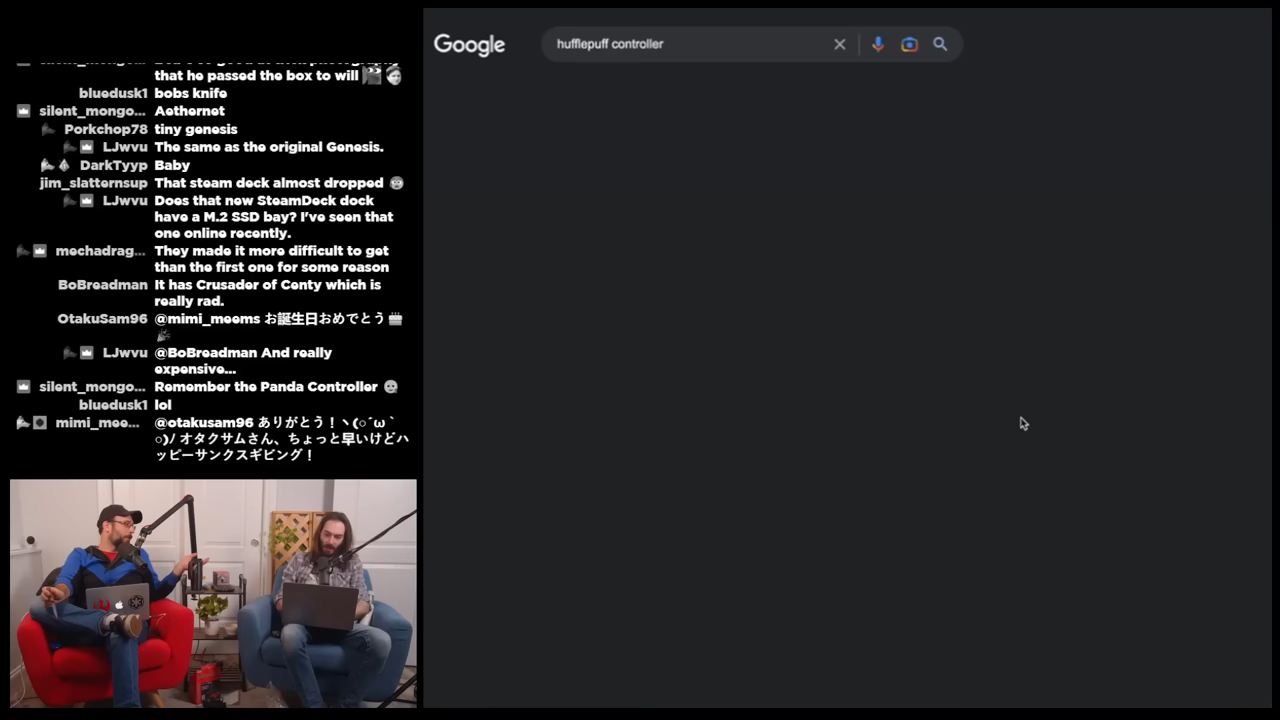 Google
hufflepuff controller
that he passed the box to will
bluedusk1 bobs knife
silent_mongo... Aethernet
Porkchop78 tiny genesis
LJwvu The same as the original Genesis.
DarkTyyp Baby
jim_slatternsup That steam deck almost dropped
LJwvu Does that new SteamDeck dock
have a M.2 SSD bay? I've seen that
one online recently.
mechadrag... They made it more difficult to get
than the first one for some reason
BoBreadman It has Crusader of Centy which is
really rad.
OtakuSam96 @mimi_meems お誕生日おめでとう🎂
🎉
LJwvu @BoBreadman And really
expensive...
silent_mongo... Remember the Panda Controller
bluedusk1 lol
mimi_mee... @otakusam96 ありがとう！ヽ(○´ω｀
○)ﾉ オタクサムさん、ちょっと早いけどハ
ッピーサンクスギビング！